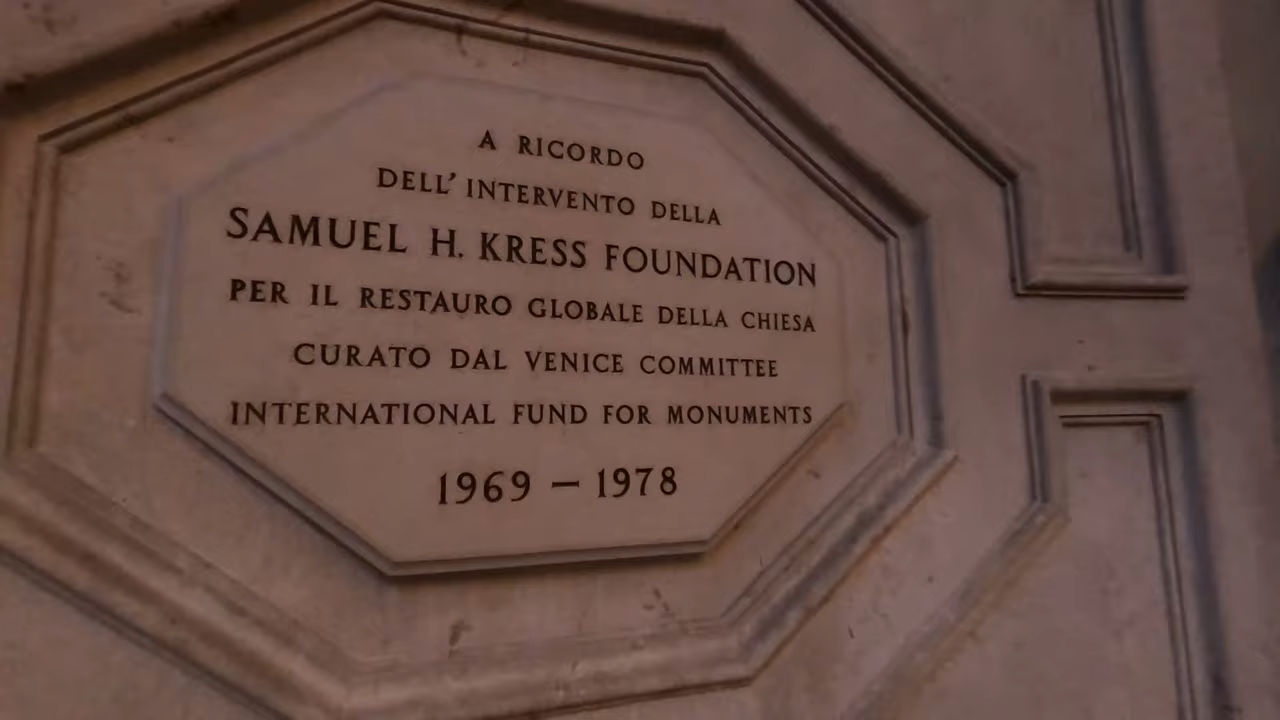 A RICORDO
DELL' INTERVENTO DELLA
SAMUEL H. KRESS FOUNDATION
PER IL RESTAURO GLOBALE DELLA CHIESA
CURATO DAL VENICE COMMITTEE
INTERNATIONAL FUND FOR MONUMENTS
1969 – 1978